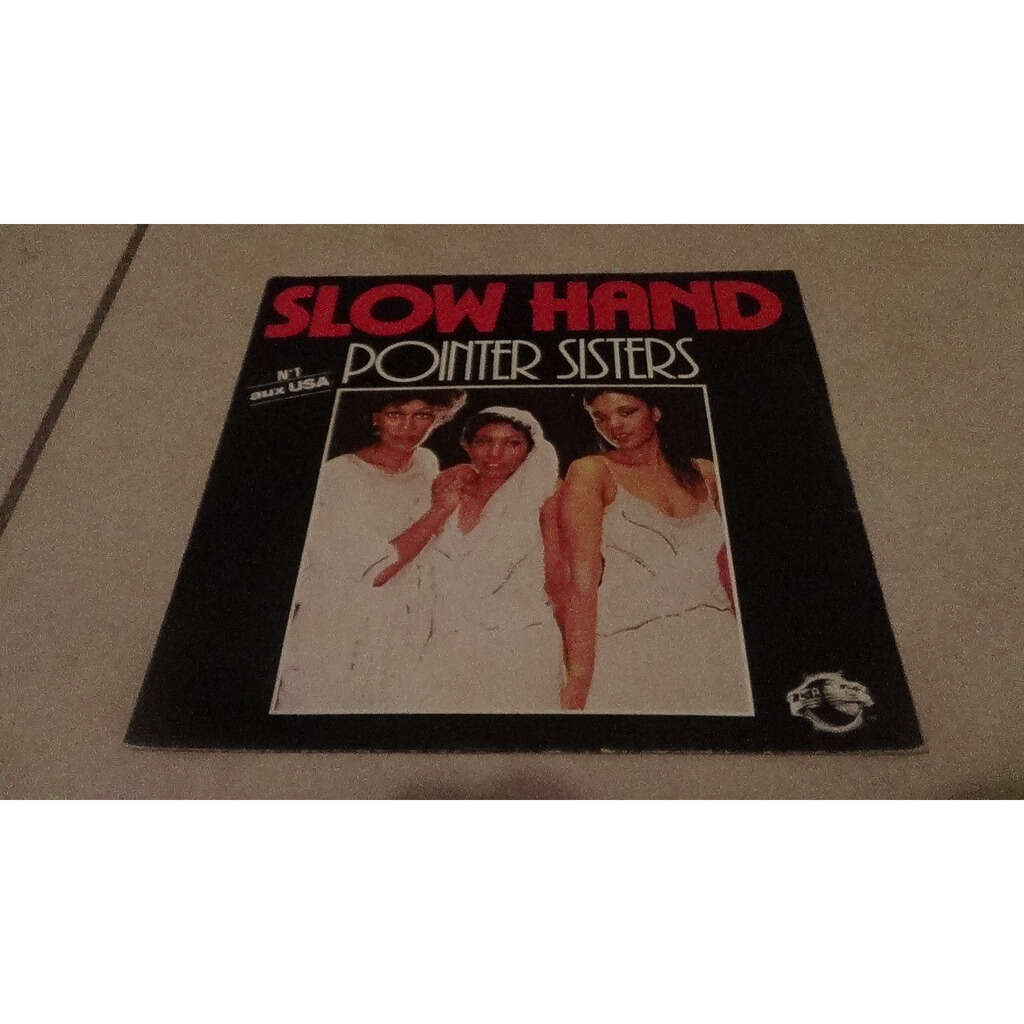 SLOW HAND
POINTER SISTERS
N°1
aux USA